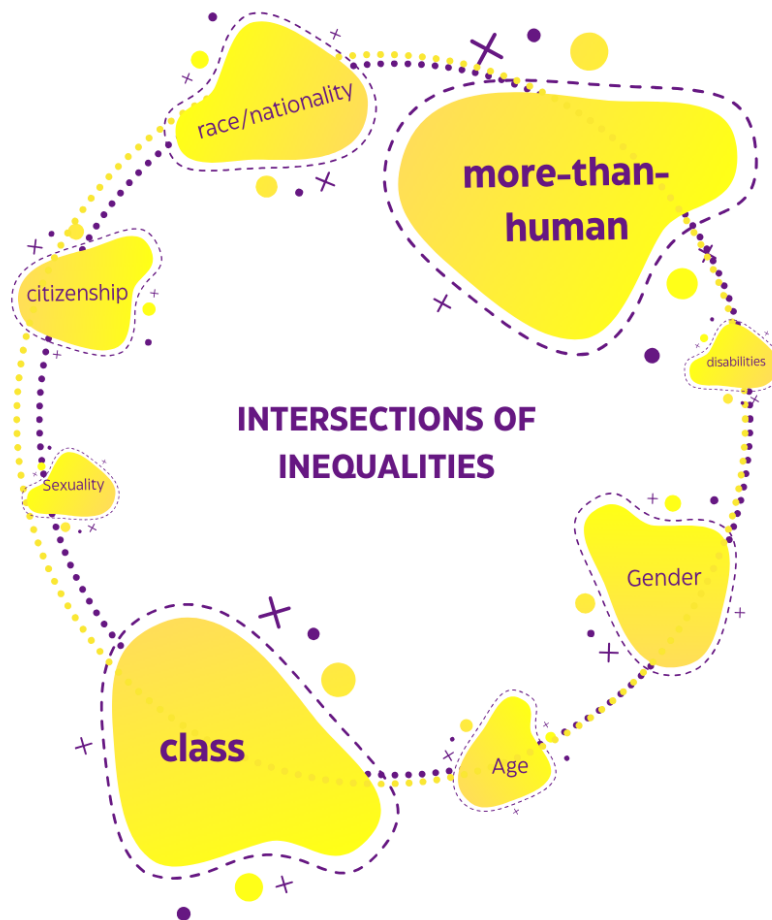 race/nationality
more-than-
human
citizenship
disabilities
INTERSECTIONS OF
INEQUALITIES
Sexuality
Gender
class
Age